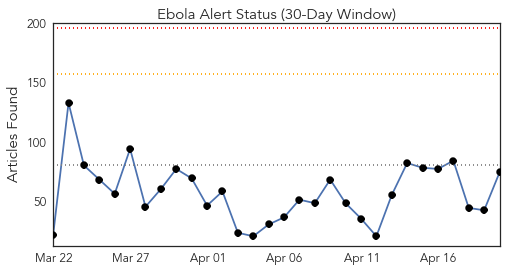 Ebola Alert Status (30-Day Window)
Articles Found
200
150
100
50
Mar 22 Mar 27 Apr 01 Apr 06 Apr 11 Apr 16